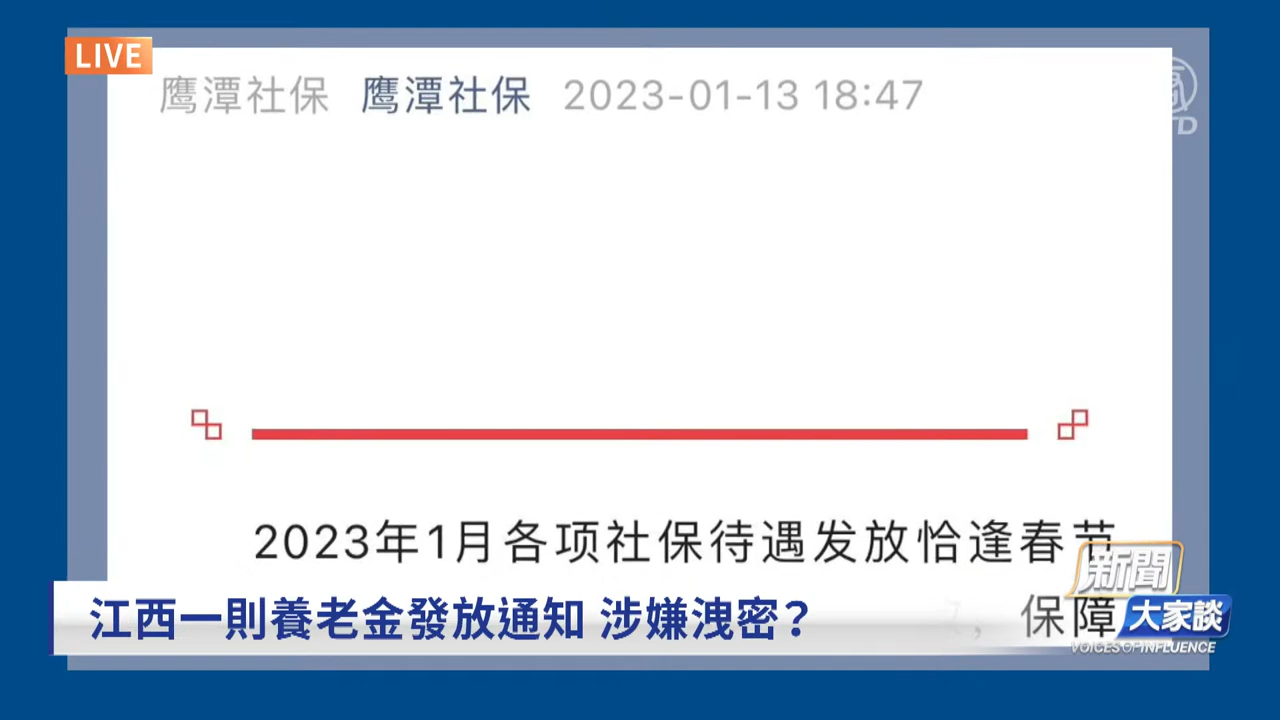 LIVE
鹰潭社保 鹰潭社保 2023-01-13 18:47
2023年1月各项社保待遇发放恰逢春节
保障
江西一則養老金發放通知 涉嫌洩密？
新聞
大家談
VOICES OF INFLUENCE